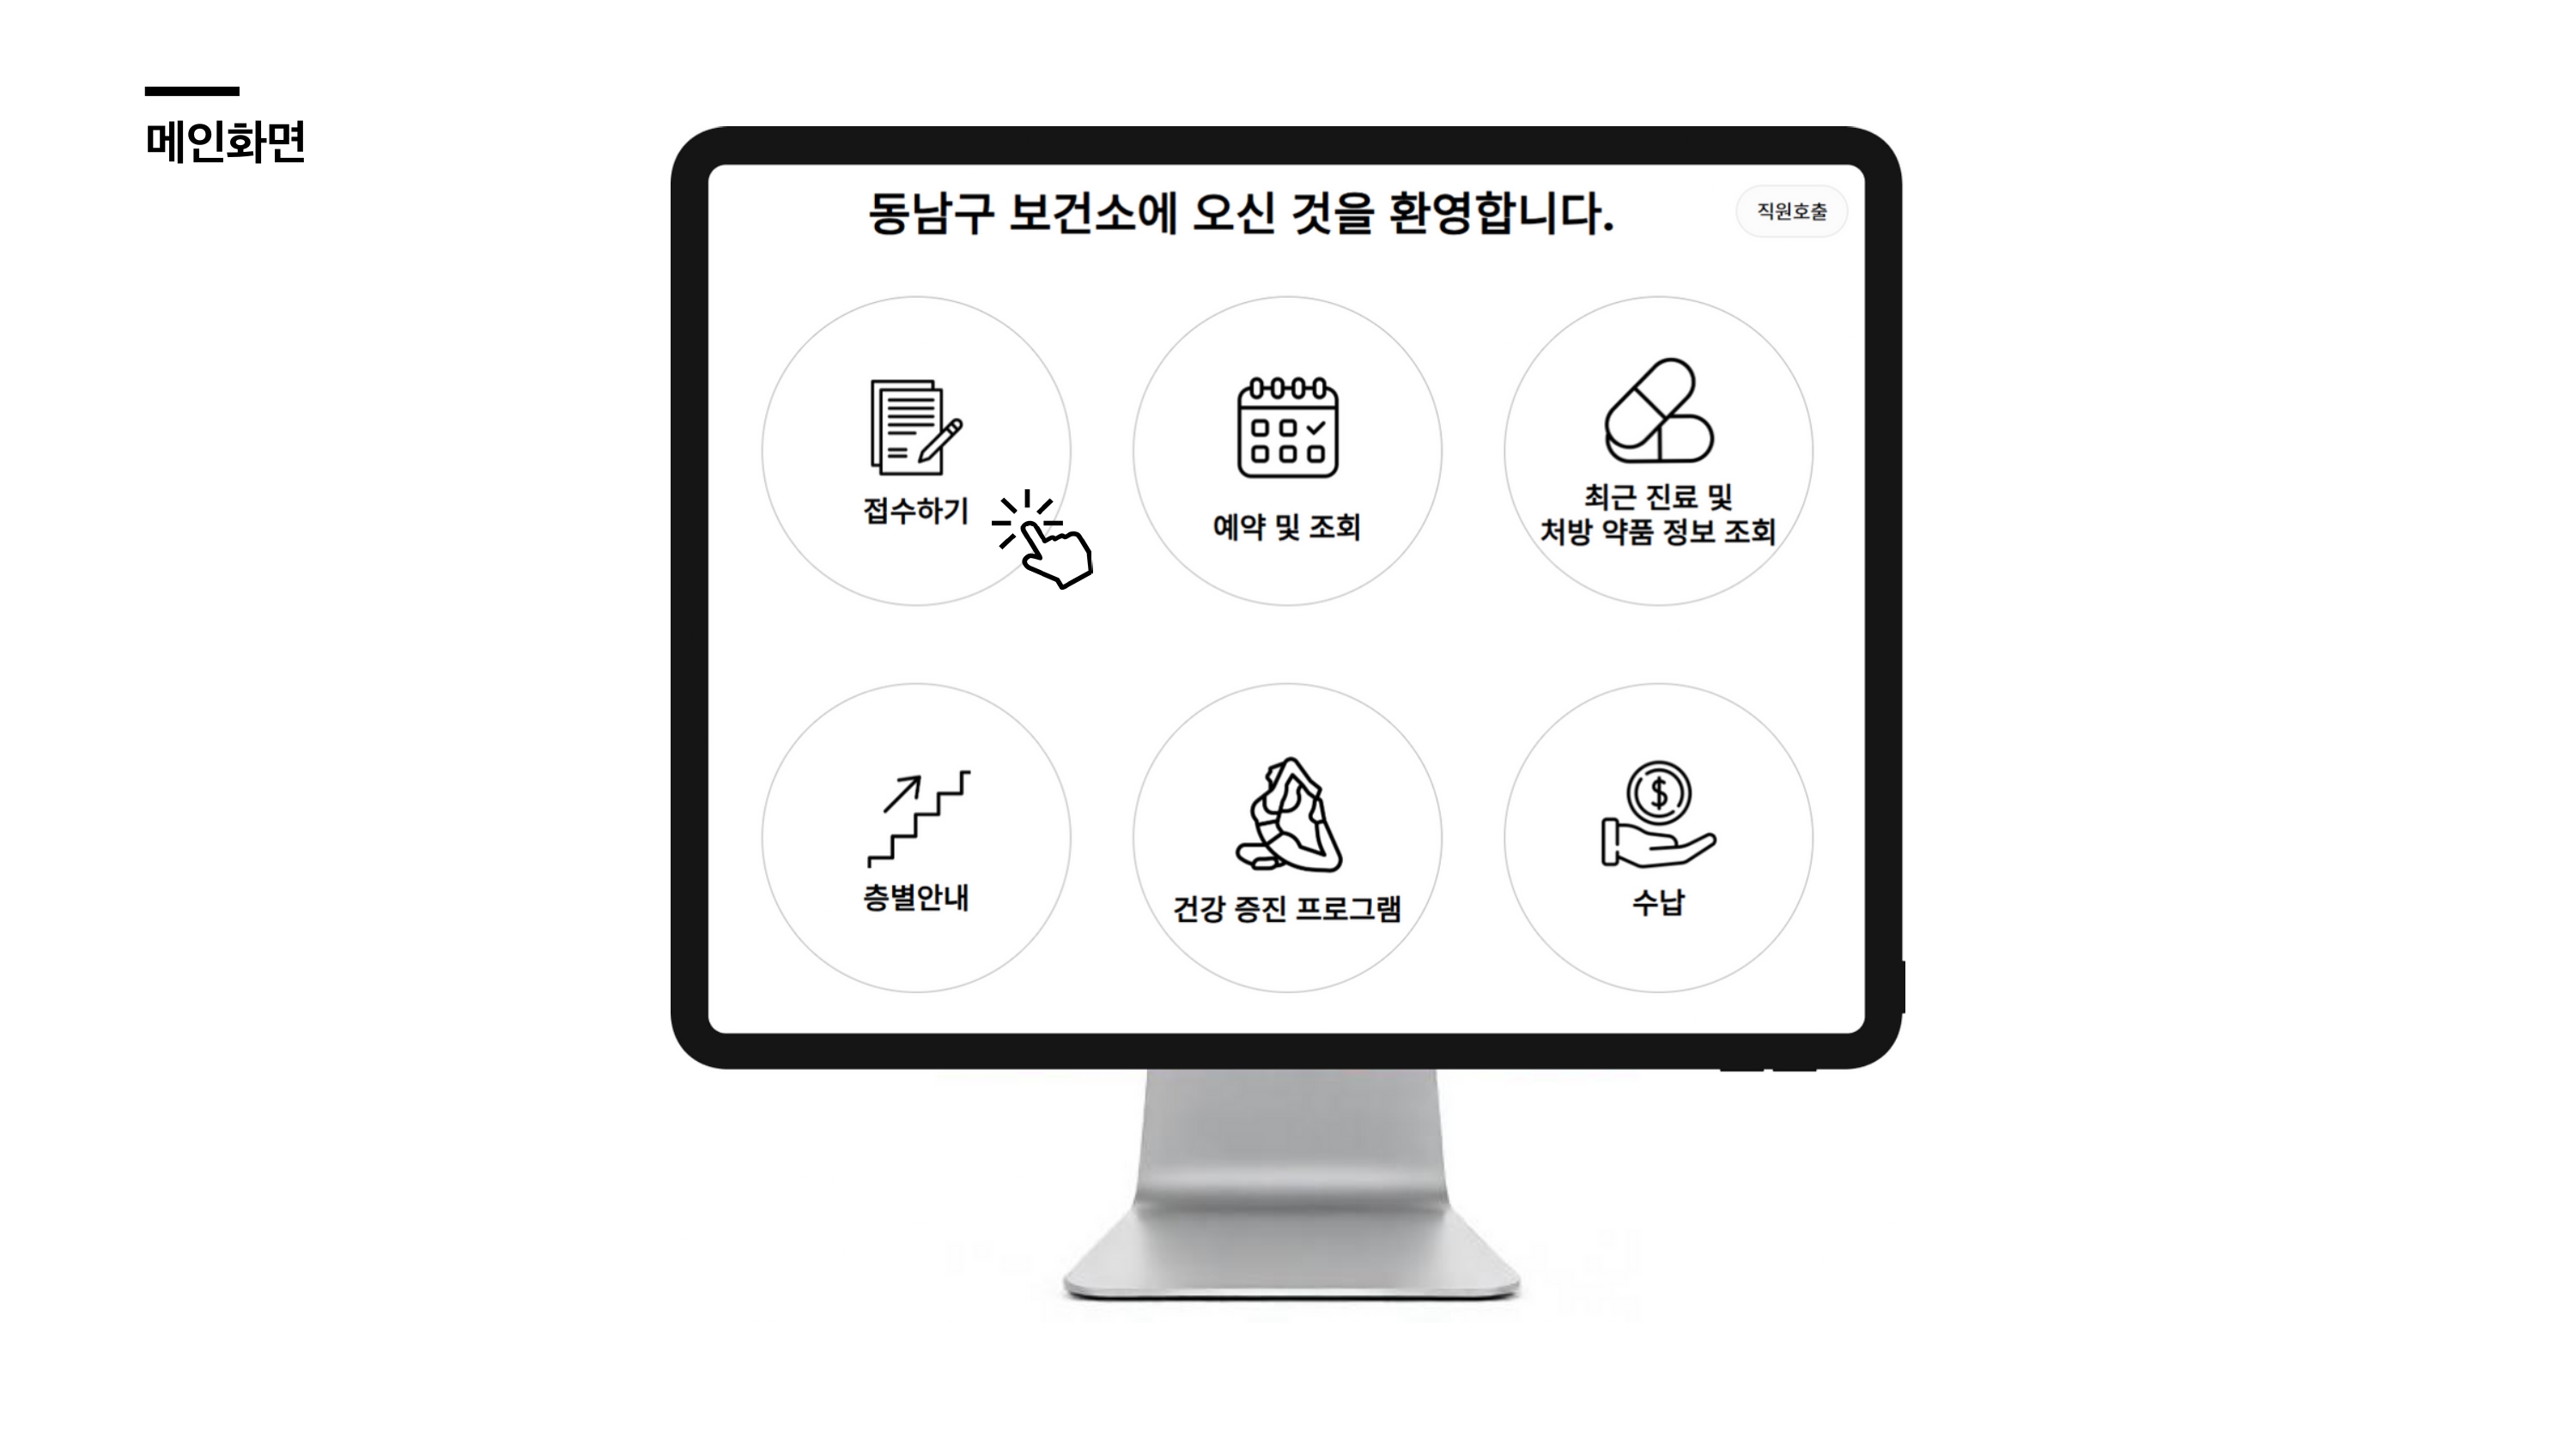 메인화면
동남구 보건소에 오신 것을 환영합니다.
직원호출
접수하기
예약 및 조회
최근 진료 및
처방 약품 정보 조회
층별안내
건강 증진 프로그램
수납